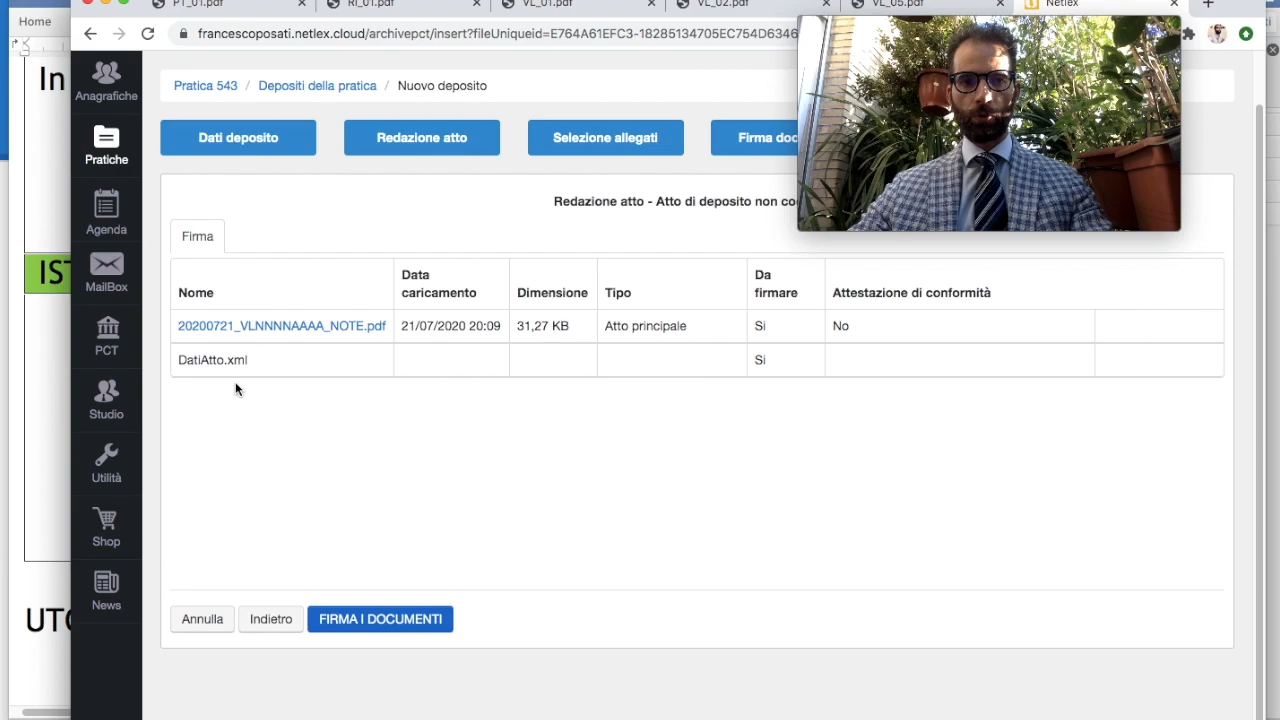 Home
PT_01.pdf
RI_01.pdf
VL_01.pdf
VL_02.pdf
VL_05.pdf
Netlex
francescoposati.netlex.cloud/archivepct/insert?fileUniqueid=E764A61EFC3-18285134705EC754D6346
In
IST
UTO
Anagrafiche
Pratiche
Agenda
MailBox
PCT
Studio
Utilità
Shop
News
Pratica 543 / Depositi della pratica / Nuovo deposito
Dati deposito
Redazione atto
Selezione allegati
Firma doc
Redazione atto - Atto di deposito non co
Firma
Nome
Data caricamento
Dimensione
Tipo
Da firmare
Attestazione di conformità
20200721_VLNNNNAAAA_NOTE.pdf 21/07/2020 20:09 31,27 KB Atto principale Si No
DatiAtto.xml Si
Annulla
Indietro
FIRMA I DOCUMENTI